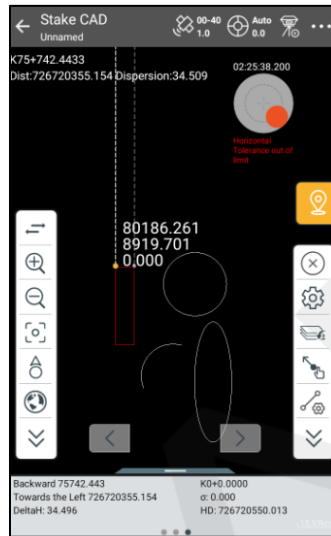 Stake CAD
Unnamed
00-40
1.0
Auto
0.0
K75+742.4433
Dist:726720355.154 Dispersion:34.509
02:25:38.200
Horizontal
Tolerance out of
limit
80186.261
8919.701
0.000
Backward 75742.443
K0+0.0000
Towards the Left 726720355.154
σ: 0.000
DeltaH: 34.496
HD: 726720550.013